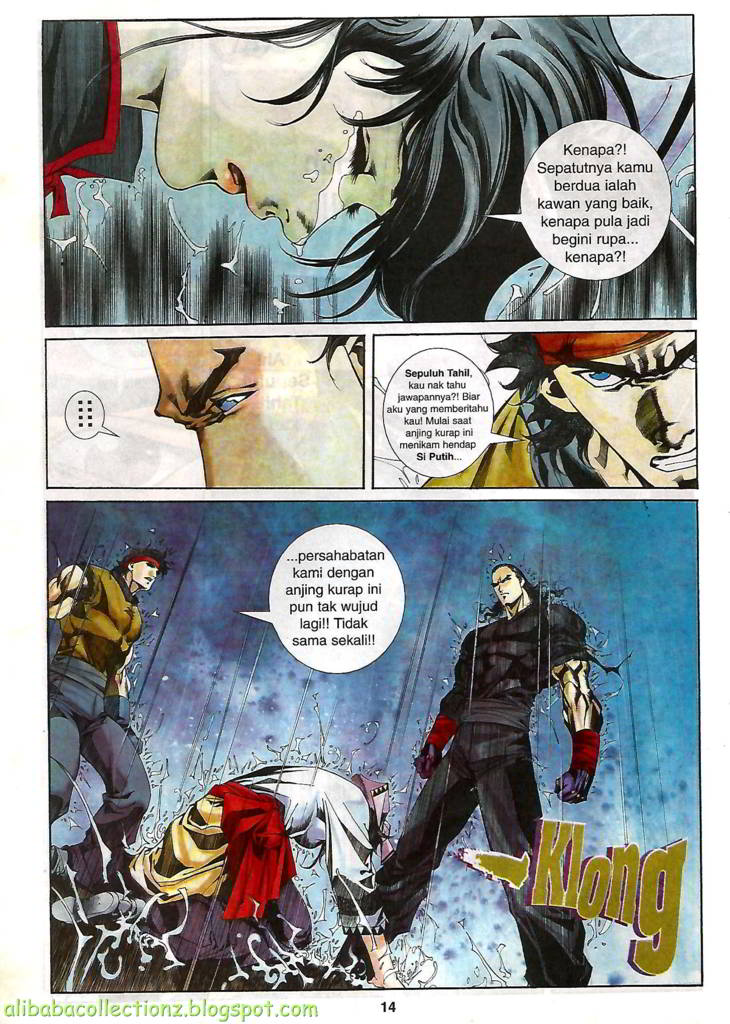 Kenapa?!
Sepatutnya kamu
berdua ialah
kawan yang baik,
kenapa pula jadi
begini rupa...
kenapa?!
Sepuluh Tahil,
kau nak tahu
jawapannya?! Biar
aku yang memberitahu
kau! Mulai saat
anjing kurap ini
menikam hendap
Si Putih...
...persahabatan
kami dengan
anjing kurap ini
pun tak wujud
lagi!! Tidak
sama sekali!!
Klong
14
alibabacollectionz.blogspot.com